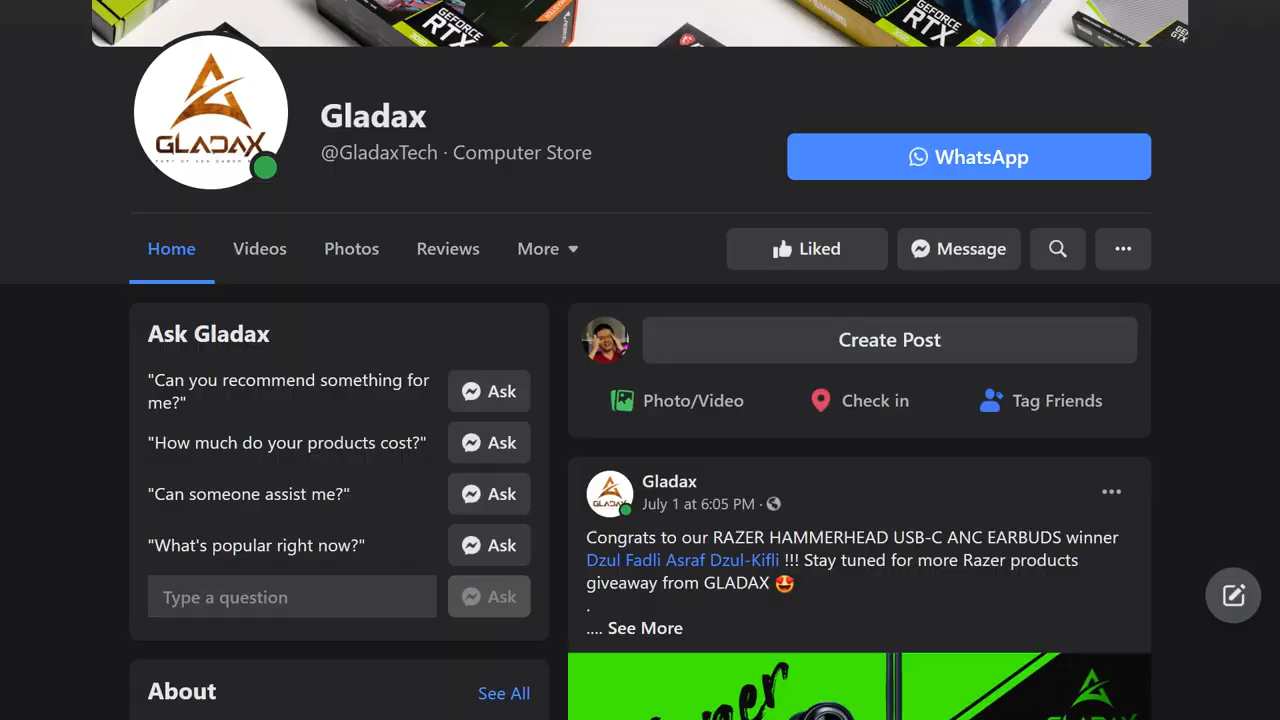 GEFORCE
RTX
GEFORCE
RTX
GLADAX
Gladax
@GladaxTech · Computer Store
WhatsApp
Home
Videos
Photos
Reviews
More
Liked
Message
Ask Gladax
"Can you recommend something for
me?"
Ask
"How much do your products cost?"
Ask
"Can someone assist me?"
Ask
"What's popular right now?"
Ask
Type a question
Ask
About
See All
Create Post
Photo/Video
Check in
Tag Friends
Gladax
July 1 at 6:05 PM ·
Congrats to our RAZER HAMMERHEAD USB-C ANC EARBUDS winner
Dzul Fadli Asraf Dzul-Kifli !!! Stay tuned for more Razer products
giveaway from GLADAX 🤩
.
.... See More